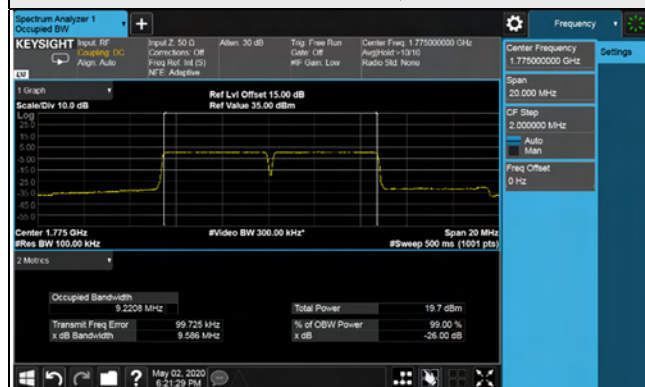 Spectrum Analyzer 1
Occupied BW
Frequency
KEYSIGHT Input: RF
Coupling: DC
Align: Auto
Input Z: 50 Ω
Corrections: Off
Freq Ref: Int (S)
NFE: Adaptive
Atten: 30 dB
Trig: Free Run
Gate: Off
#IF Gain: Low
Center Freq: 1.775000000 GHz
Avg|Hold:>10/10
Radio Std: None
LXI
Center Frequency
1.775000000 GHz
Settings
Span
20.000 MHz
CF Step
2.000000 MHz
Auto
Man
Freq Offset
0 Hz
1 Graph
Scale/Div 10.0 dB
Ref Lvl Offset 15.00 dB
Ref Value 35.00 dBm
Log
25.0
15.0
5.00
-5.00
-15.0
-25.0
-35.0
-45.0
-55.0
Center 1.775 GHz
#Res BW 100.00 kHz
#Video BW 300.00 kHz*
Span 20 MHz
#Sweep 500 ms (1001 pts)
2 Metrics
Occupied Bandwidth
9.2208 MHz
Total Power 19.7 dBm
Transmit Freq Error 99.725 kHz
% of OBW Power 99.00 %
x dB Bandwidth 9.586 MHz
x dB -26.00 dB
May 02, 2020
6:21:29 PM